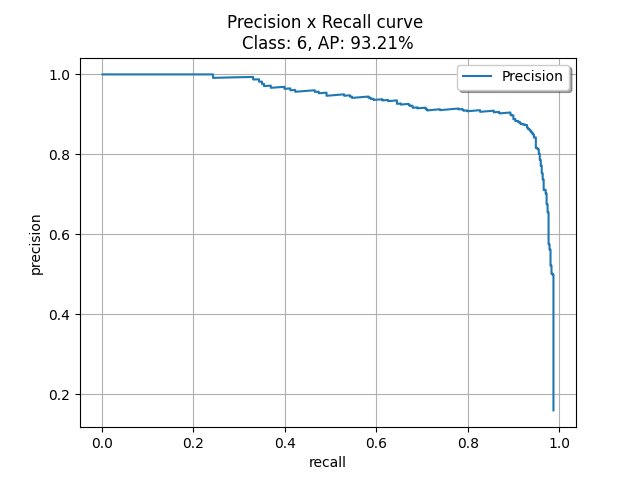 Precision x Recall curve
Class: 6, AP: 93.21%
Precision
1.0
0.8
0.6
0.4
0.2
precision
0.0 0.2 0.4 0.6 0.8 1.0
recall